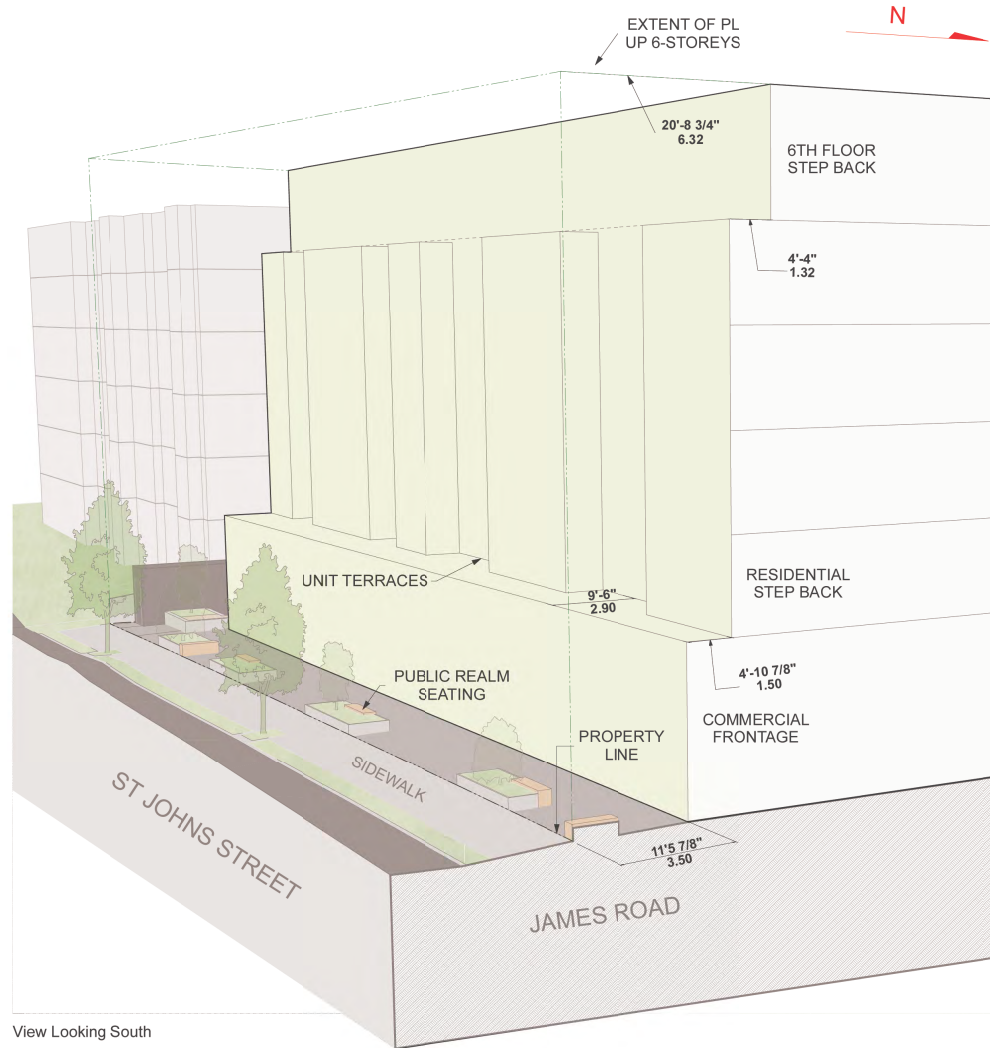 N
EXTENT OF PL
UP 6-STOREYS
20'-8 3/4"
6.32
6TH FLOOR
STEP BACK
4'-4"
1.32
UNIT TERRACES
9'-6"
2.90
RESIDENTIAL
STEP BACK
4'-10 7/8"
1.50
PUBLIC REALM
SEATING
COMMERCIAL
FRONTAGE
PROPERTY
LINE
SIDEWALK
ST JOHNS STREET
11'5 7/8"
3.50
JAMES ROAD
View Looking South